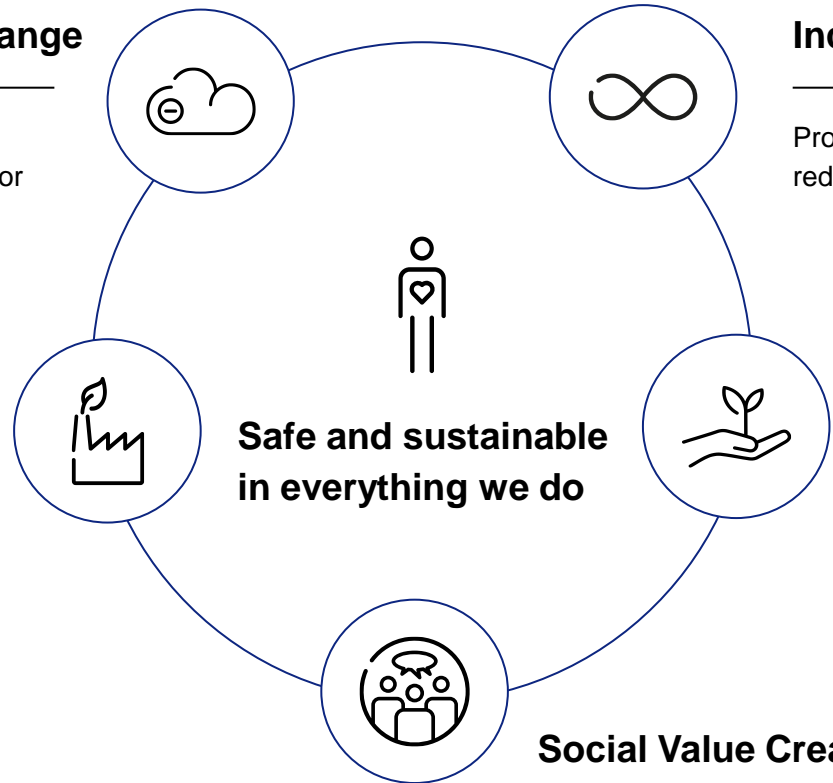 ange
Inc
or
Pro
red
Safe and sustainable
in everything we do
Social Value Crea